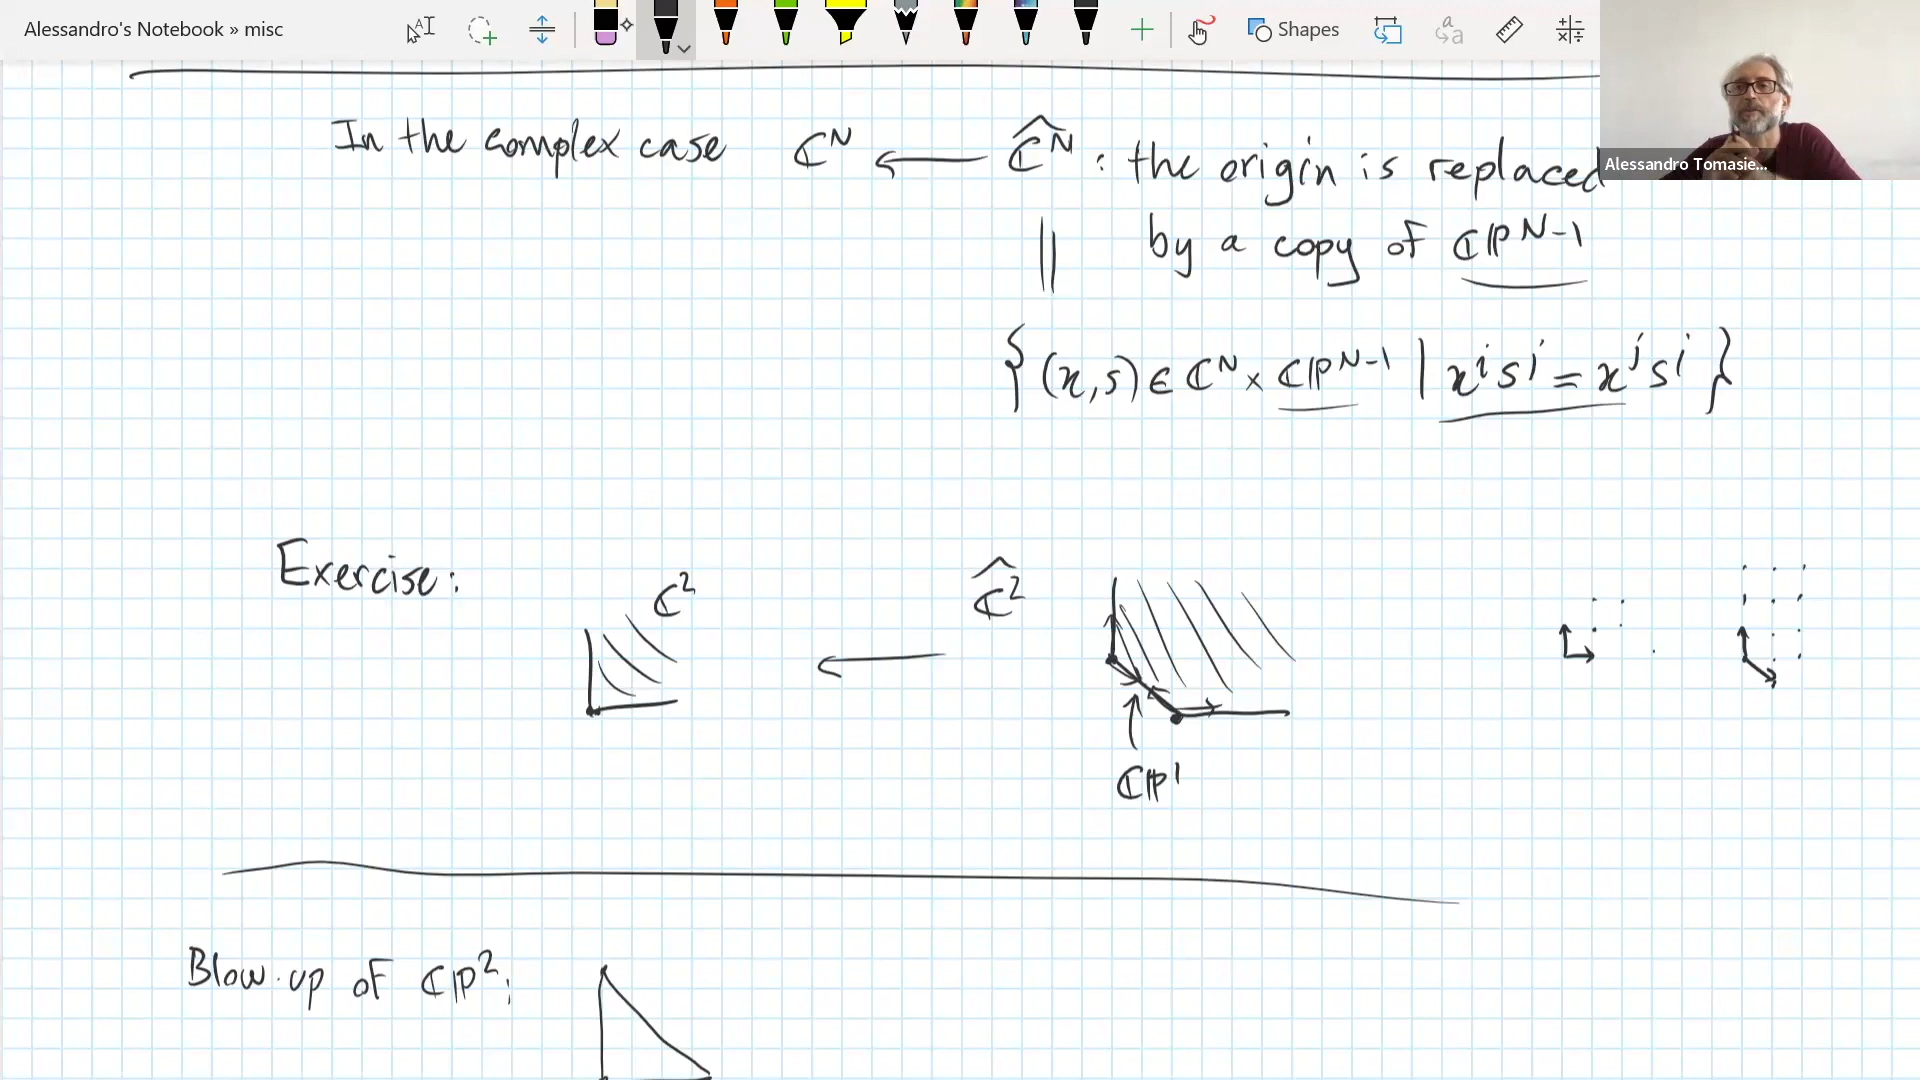 Alessandro's Notebook » misc
Shapes
Alessandro Tomasie...
In the complex case ℂᴺ ← ℂ̂ᴺ : the origin is replaced
|| by a copy of ℂℙᴺ⁻¹
{(x,s) ∈ ℂᴺ × ℂℙᴺ⁻¹ | xⁱsʲ = xʲsⁱ}
Exercise:
ℂ² ← ℂ̂²
ℂℙ¹
Blow-up of ℂℙ²: